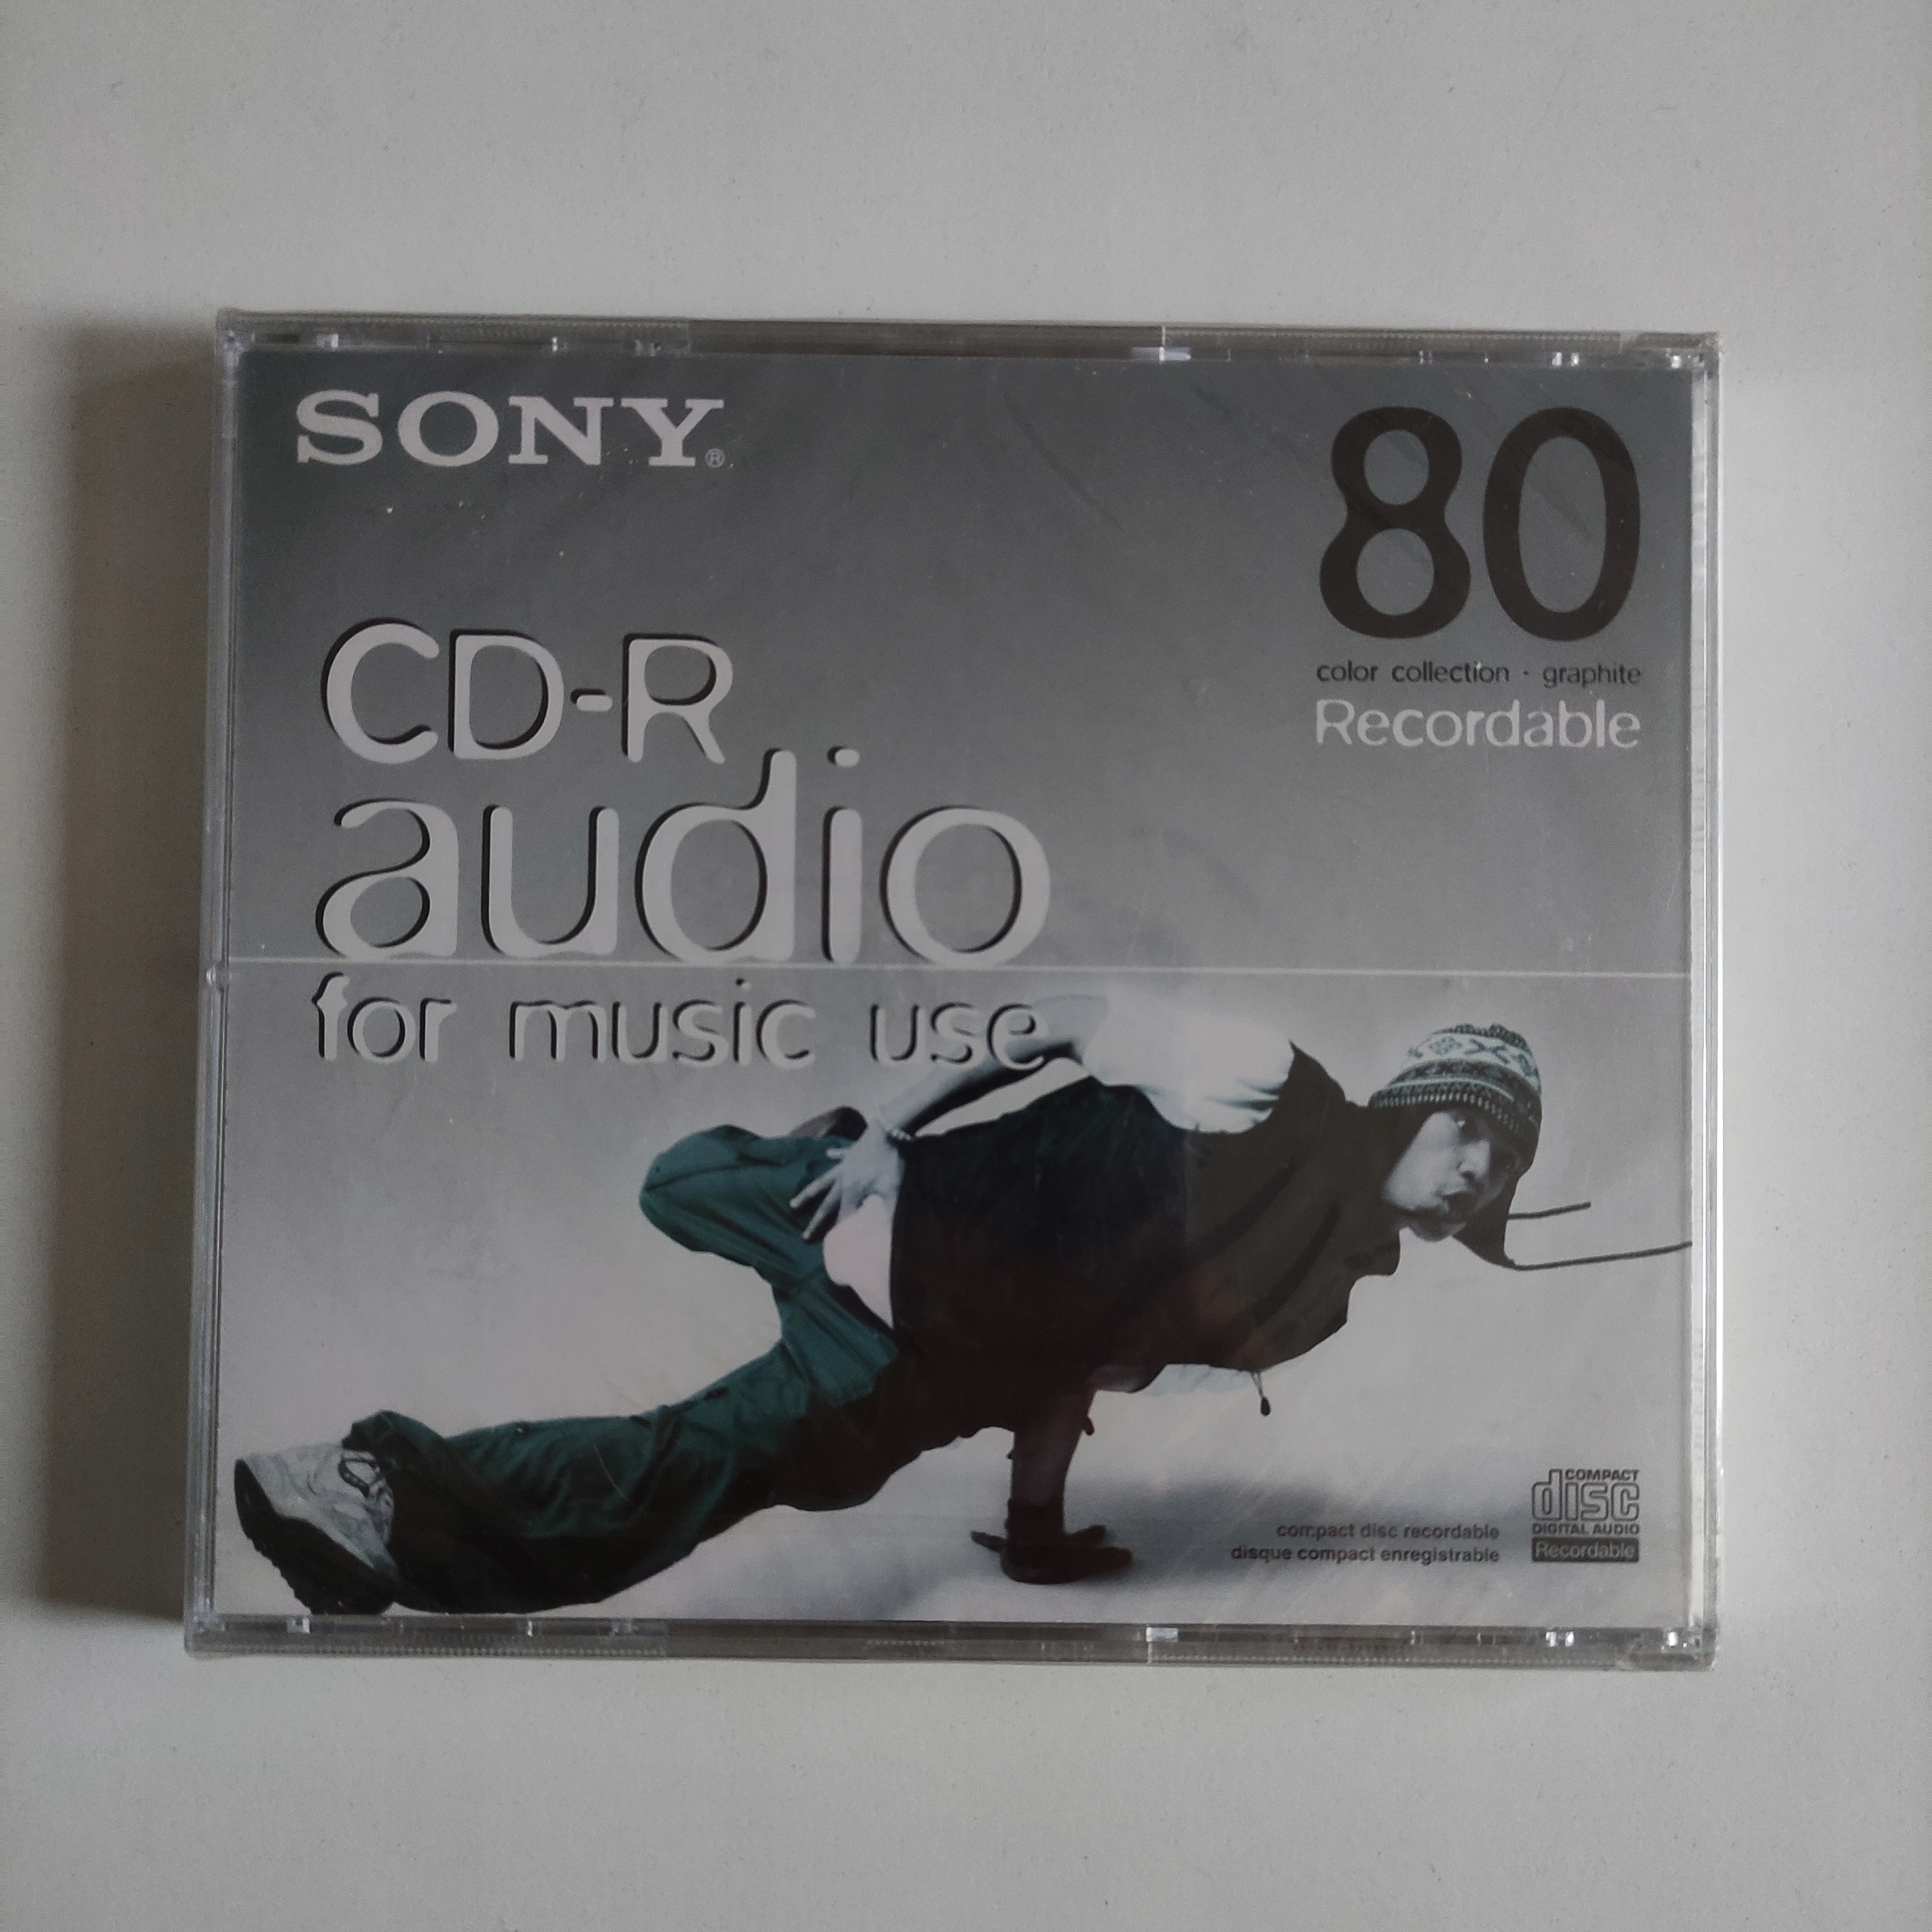 SONY®
80
color collection · graphite
Recordable
CD-R
audio
for music use
compact disc recordable
disque compact enregistrable
COMPACT
disc
DIGITAL AUDIO
Recordable